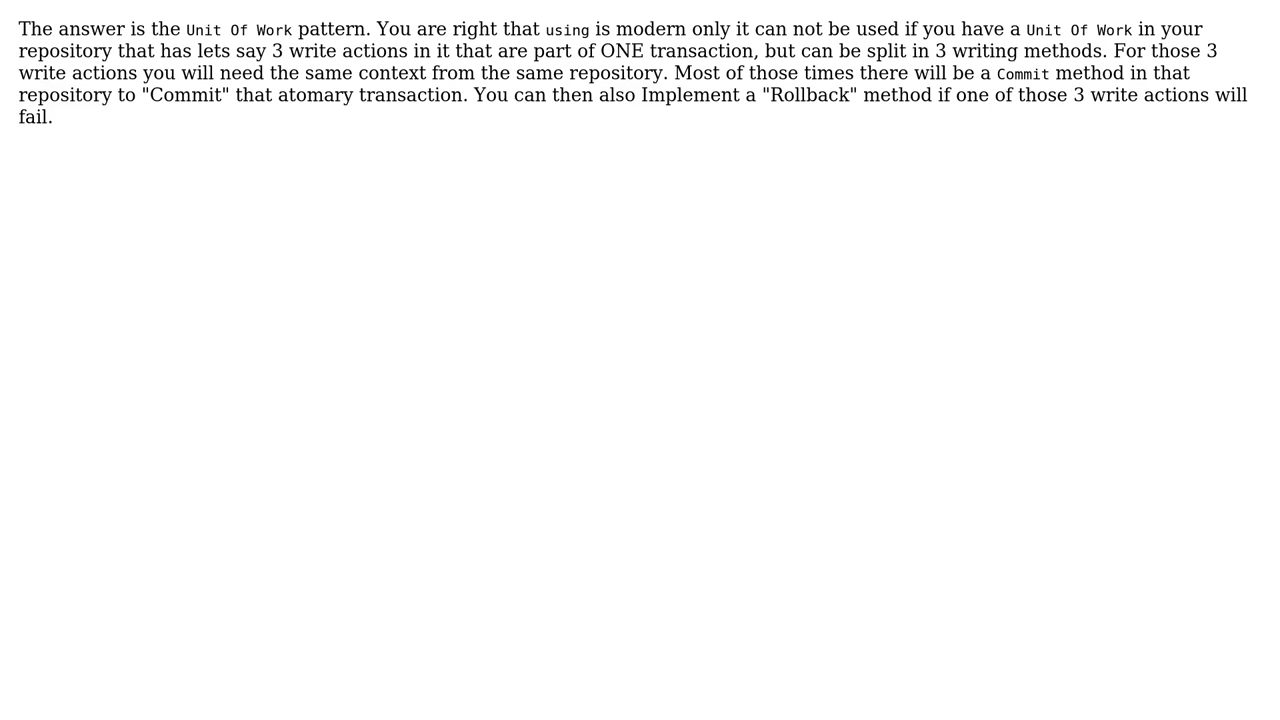 The answer is the Unit Of Work pattern. You are right that using is modern only it can not be used if you have a Unit Of Work in your
repository that has lets say 3 write actions in it that are part of ONE transaction, but can be split in 3 writing methods. For those 3
write actions you will need the same context from the same repository. Most of those times there will be a Commit method in that
repository to "Commit" that atomary transaction. You can then also Implement a "Rollback" method if one of those 3 write actions will
fail.